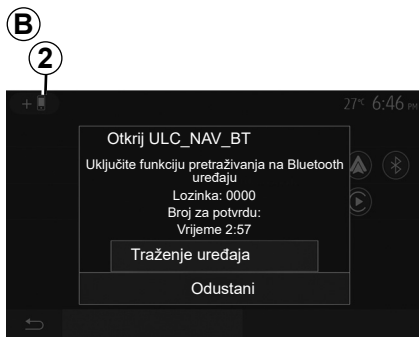 B
2
27°C 6:46 PM
Otkrij ULC_NAV_BT
Uključite funkciju pretraživanja na Bluetooth
uređaju
Lozinka: 0000
Broj za potvrdu:
Vrijeme 2:57
Traženje uređaja
Odustani